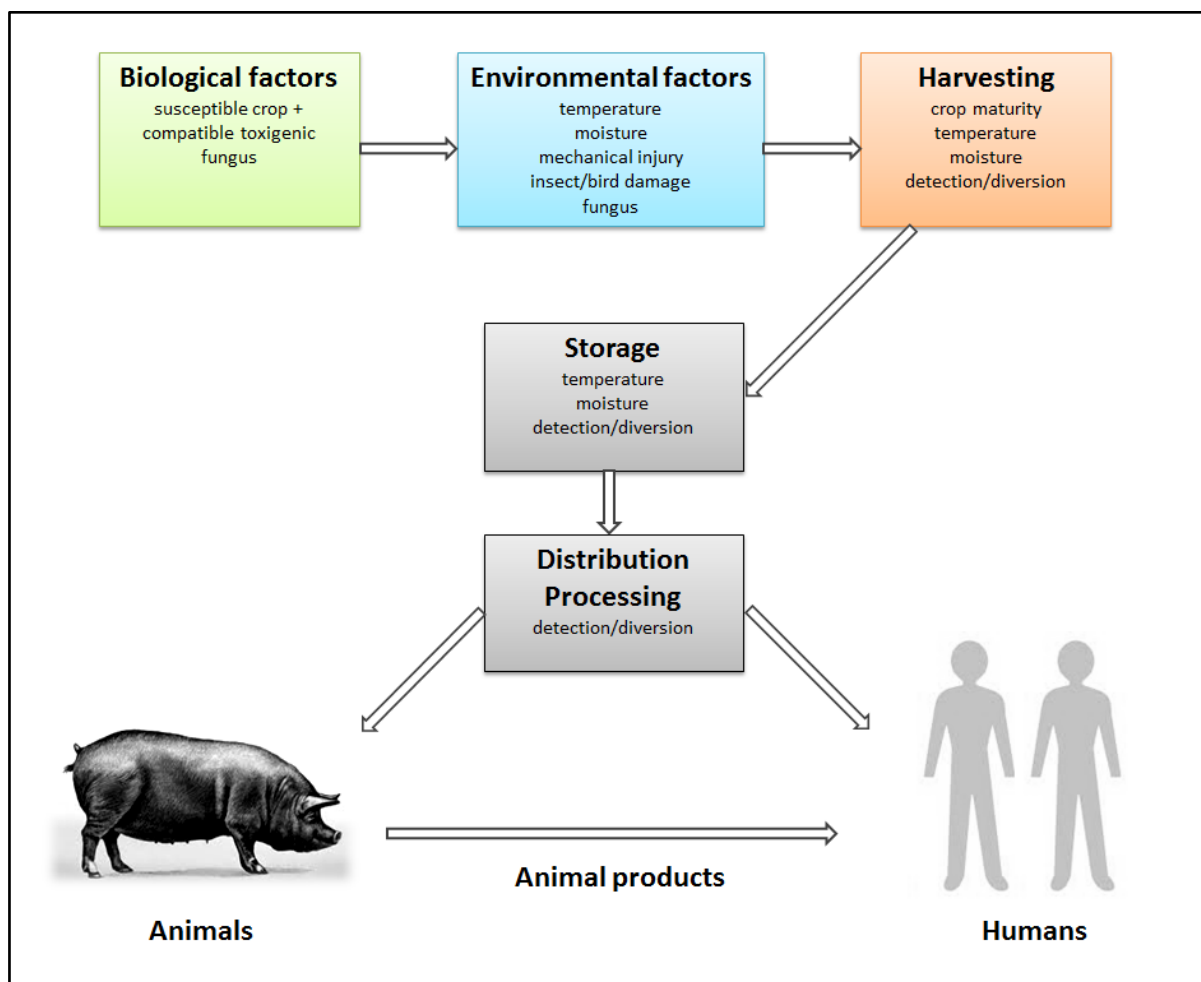 Biological factors
susceptible crop +
compatible toxigenic
fungus
Environmental factors
temperature
moisture
mechanical injury
insect/bird damage
fungus
Harvesting
crop maturity
temperature
moisture
detection/diversion
Storage
temperature
moisture
detection/diversion
Distribution
Processing
detection/diversion
Animal products
Animals
Humans